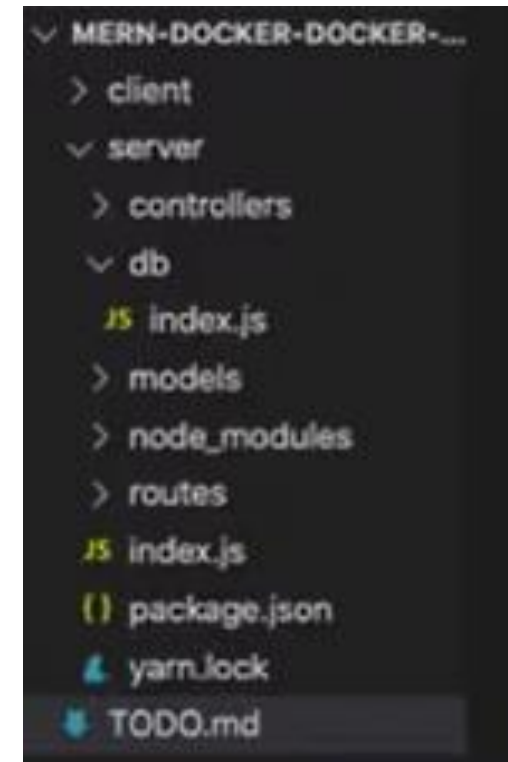 MERN-DOCKER-DOCKER-...
client
server
controllers
db
JS index.js
models
node_modules
routes
JS index.js
{} package.json
yarn.lock
TODO.md